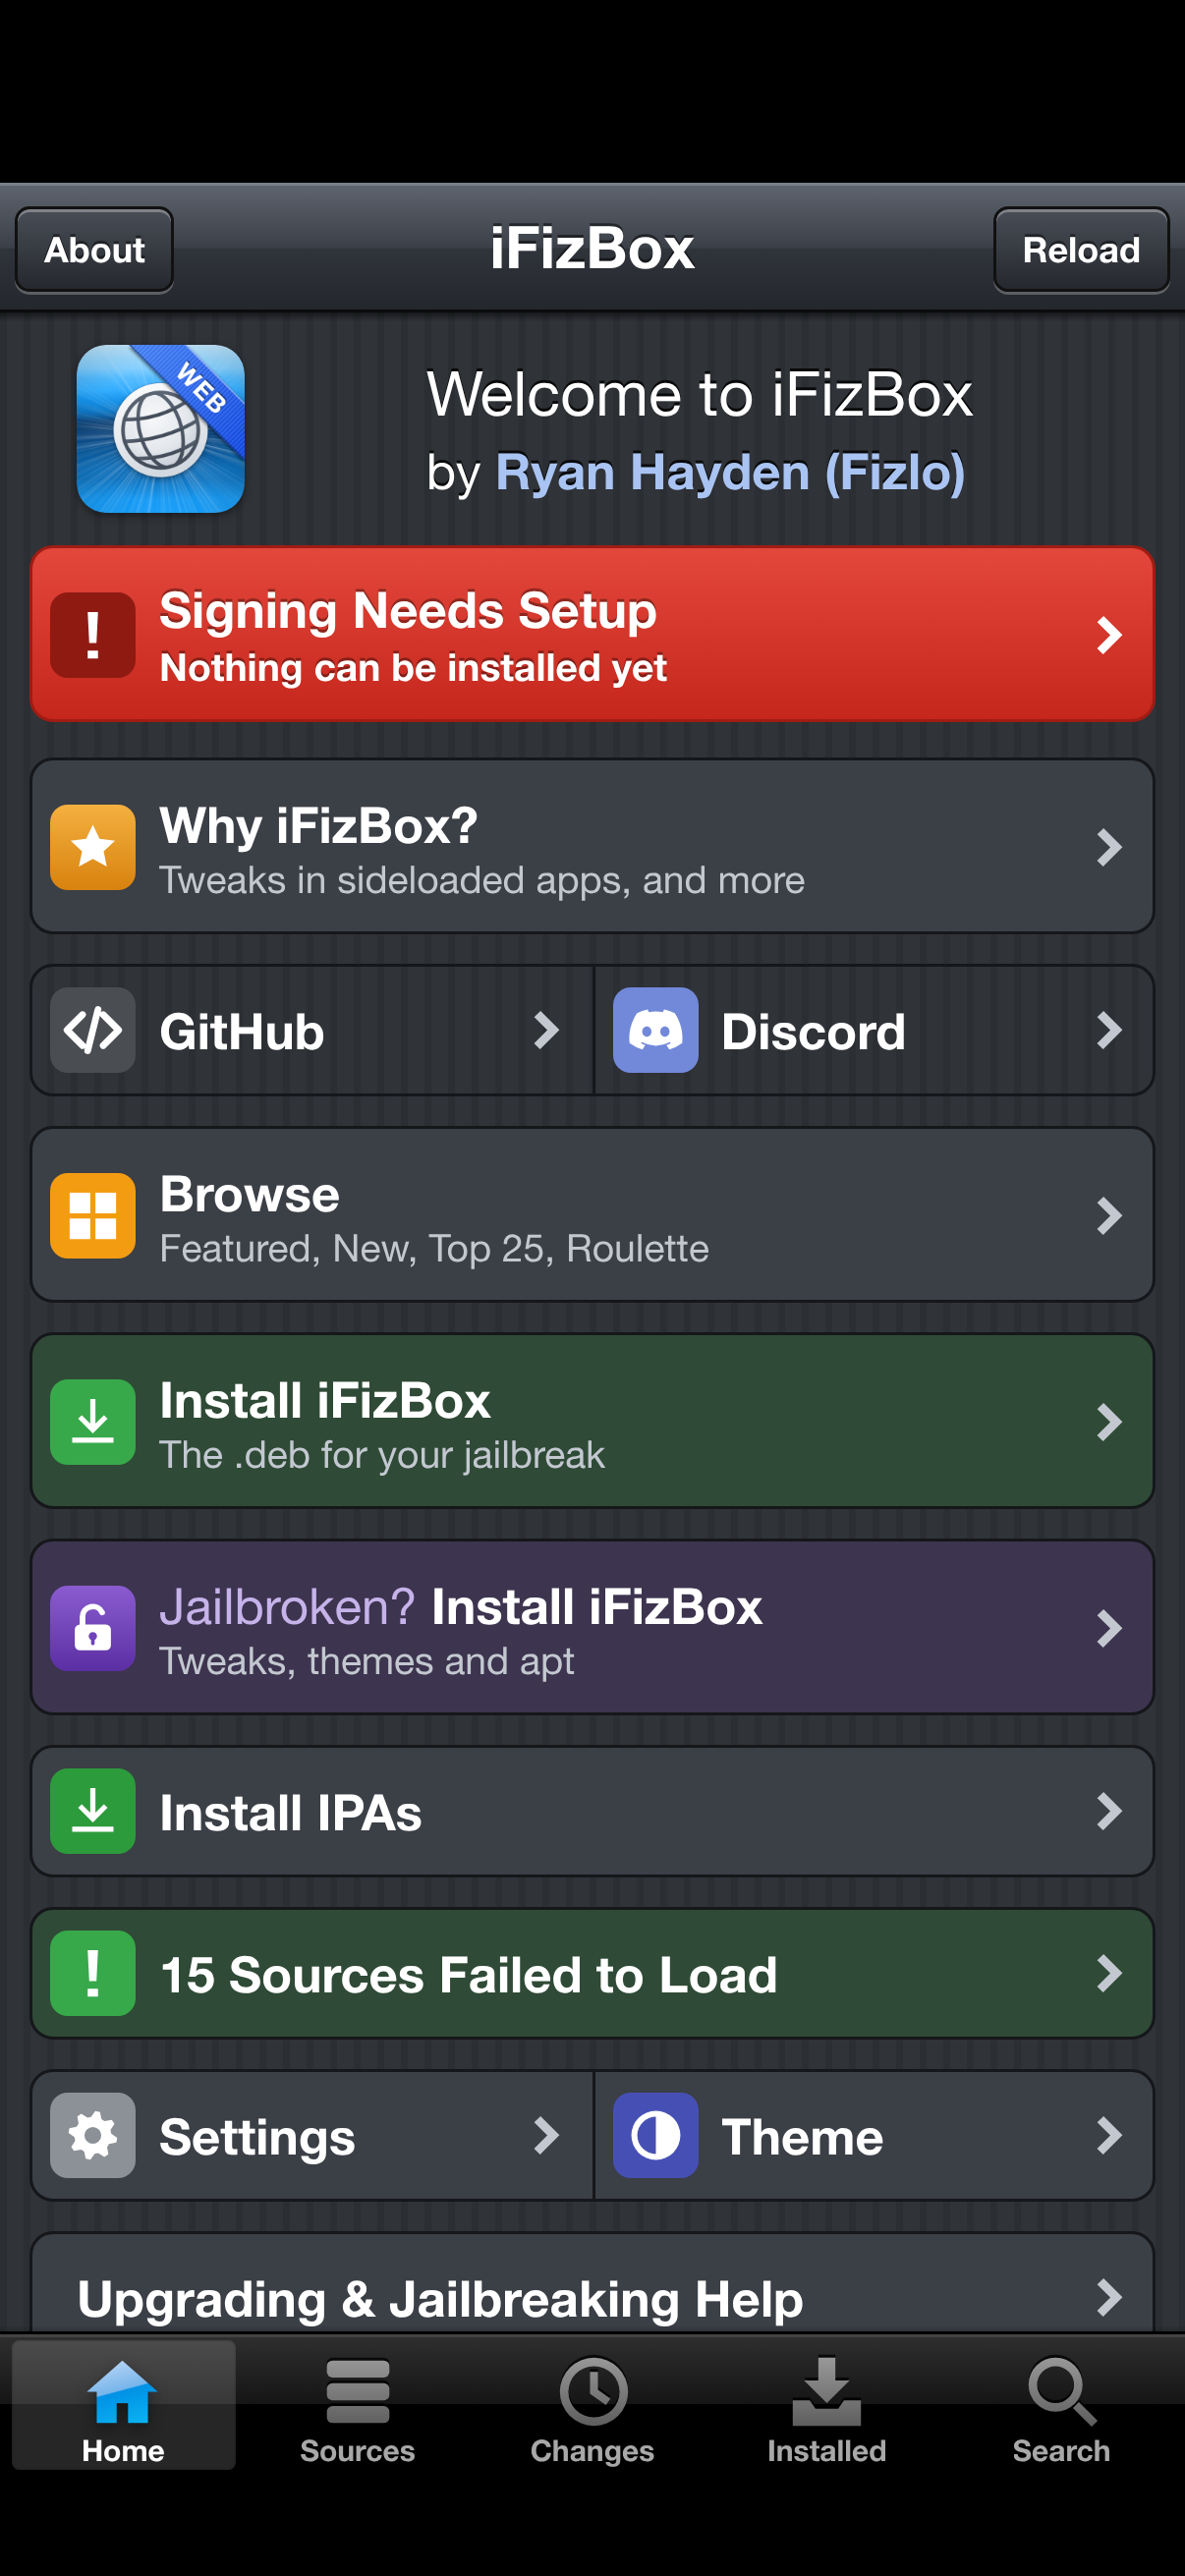 About
iFizBox
Reload
WEB
Welcome to iFizBox
by Ryan Hayden (Fizlo)
!
Signing Needs Setup
Nothing can be installed yet
Why iFizBox?
Tweaks in sideloaded apps, and more
GitHub
Discord
Browse
Featured, New, Top 25, Roulette
Install iFizBox
The .deb for your jailbreak
Jailbroken? Install iFizBox
Tweaks, themes and apt
Install IPAs
!
15 Sources Failed to Load
Settings
Theme
Upgrading & Jailbreaking Help
Home
Sources
Changes
Installed
Search